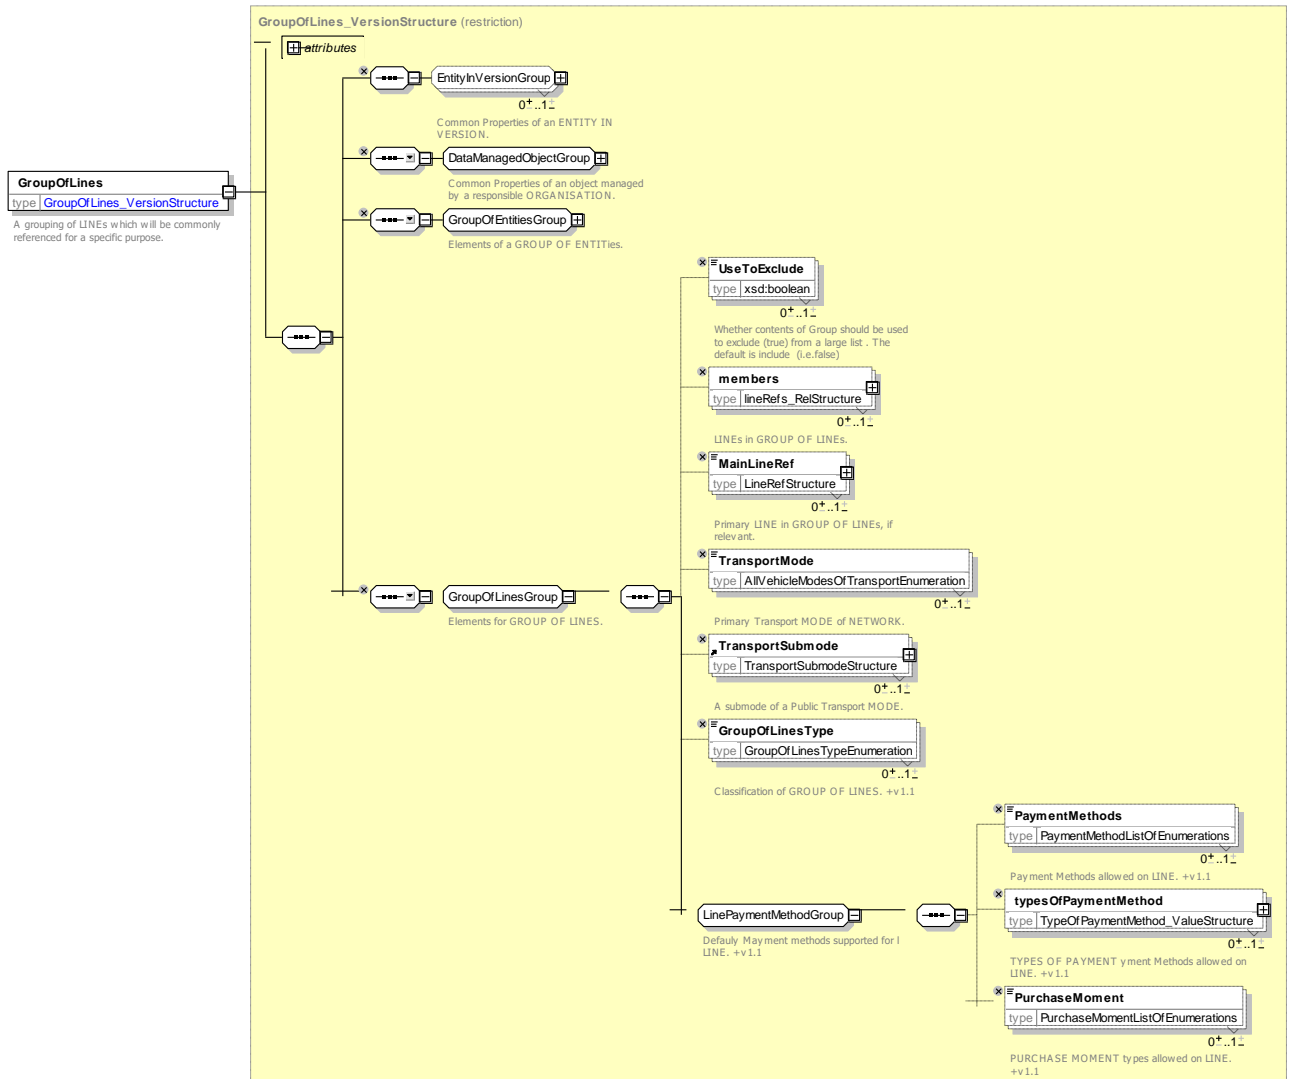 GroupOfLines_VersionStructure (restriction)
attributes
EntityInVersionGroup
0..1
Common Properties of an ENTITY IN
VERSION.
DataManagedObjectGroup
Common Properties of an object managed
by a responsible ORGANISATION.
GroupOfLines
type GroupOfLines_VersionStructure
A grouping of LINEs which will be commonly
referenced for a specific purpose.
GroupOfEntitiesGroup
Elements of a GROUP OF ENTITies.
UseToExclude
type xsd:boolean
0..1
Whether contents of Group should be used
to exclude (true) from a large list . The
default is include (i.e.false)
members
type lineRefs_RelStructure
0..1
LINEs in GROUP OF LINEs.
MainLineRef
type LineRefStructure
0..1
Primary LINE in GROUP OF LINEs, if
relevant.
TransportMode
type AllVehicleModesOfTransportEnumeration
0..1
Primary Transport MODE of NETWORK.
GroupOfLinesGroup
Elements for GROUP OF LINES.
TransportSubmode
type TransportSubmodeStructure
0..1
A submode of a Public Transport MODE.
GroupOfLinesType
type GroupOfLinesTypeEnumeration
0..1
Classification of GROUP OF LINES. +v1.1
PaymentMethods
type PaymentMethodListOfEnumerations
0..1
Payment Methods allowed on LINE. +v1.1
typesOfPaymentMethod
type TypeOfPaymentMethod_ValueStructure
0..1
TYPES OF PAYMENT yment Methods allowed on
LINE. +v1.1
LinePaymentMethodGroup
Defauly Mayment methods supported for l
LINE. +v1.1
PurchaseMoment
type PurchaseMomentListOfEnumerations
0..1
PURCHASE MOMENT types allowed on LINE.
+v1.1